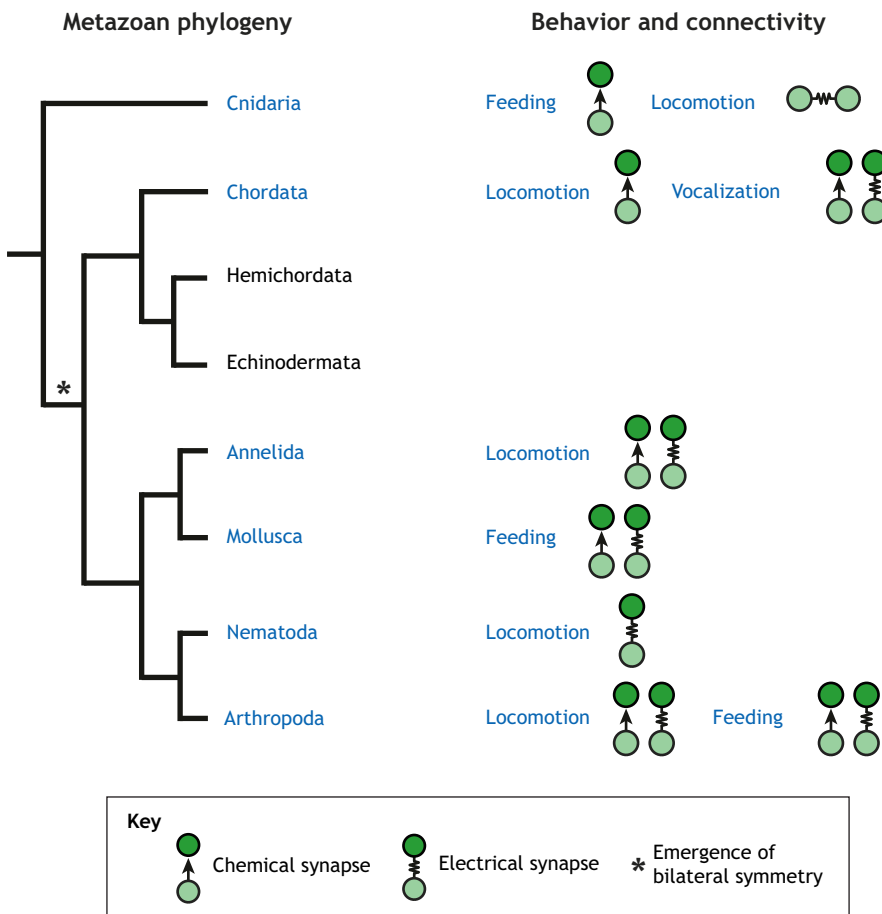 Metazoan phylogeny
Behavior and connectivity
Cnidaria
Feeding
Locomotion
Chordata
Locomotion
Vocalization
Hemichordata
Echinodermata
*
Annelida
Locomotion
Mollusca
Feeding
Nematoda
Locomotion
Arthropoda
Locomotion
Feeding
Key
Chemical synapse
Electrical synapse
* Emergence of
bilateral symmetry